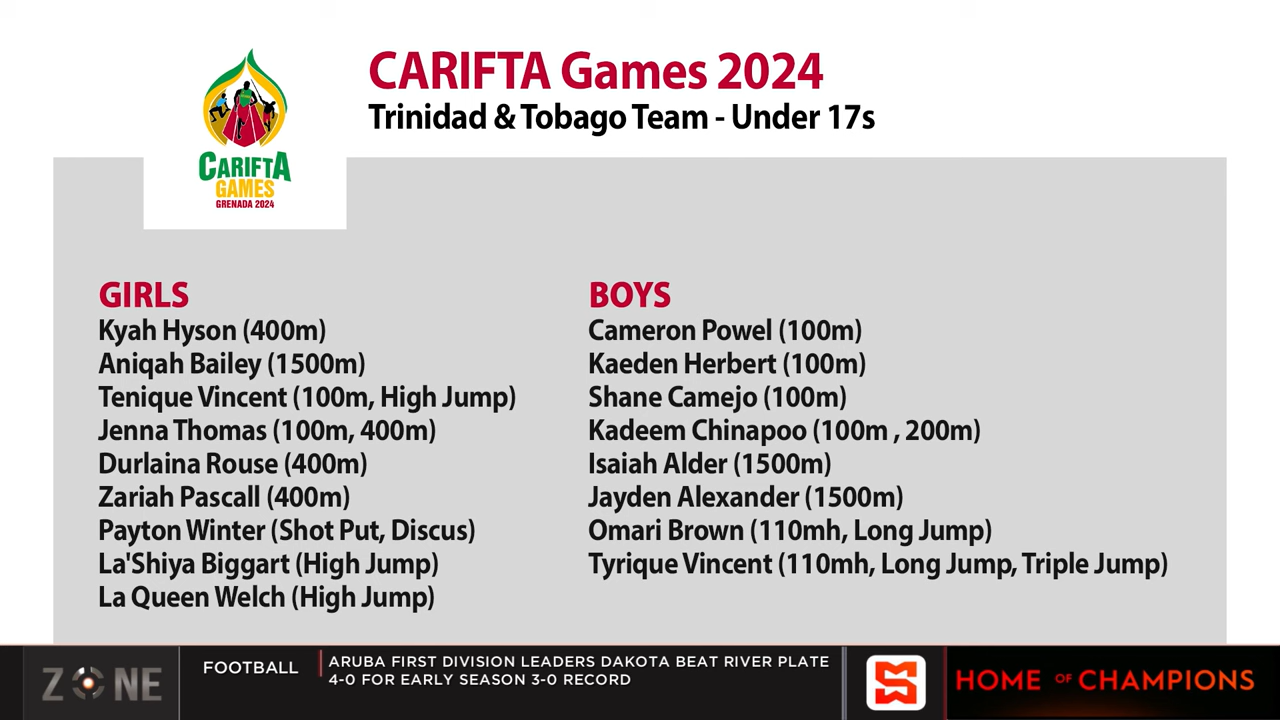 CARIFTA Games 2024
Trinidad & Tobago Team - Under 17s
CARIFTA
GAMES
GRENADA 2024
GIRLS
Kyah Hyson (400m)
Aniqah Bailey (1500m)
Tenique Vincent (100m, High Jump)
Jenna Thomas (100m, 400m)
Durlaina Rouse (400m)
Zariah Pascall (400m)
Payton Winter (Shot Put, Discus)
La'Shiya Biggart (High Jump)
La Queen Welch (High Jump)
BOYS
Cameron Powel (100m)
Kaeden Herbert (100m)
Shane Camejo (100m)
Kadeem Chinapoo (100m , 200m)
Isaiah Alder (1500m)
Jayden Alexander (1500m)
Omari Brown (110mh, Long Jump)
Tyrique Vincent (110mh, Long Jump, Triple Jump)
ZONE
FOOTBALL
ARUBA FIRST DIVISION LEADERS DAKOTA BEAT RIVER PLATE
4-0 FOR EARLY SEASON 3-0 RECORD
HOME OF CHAMPIONS